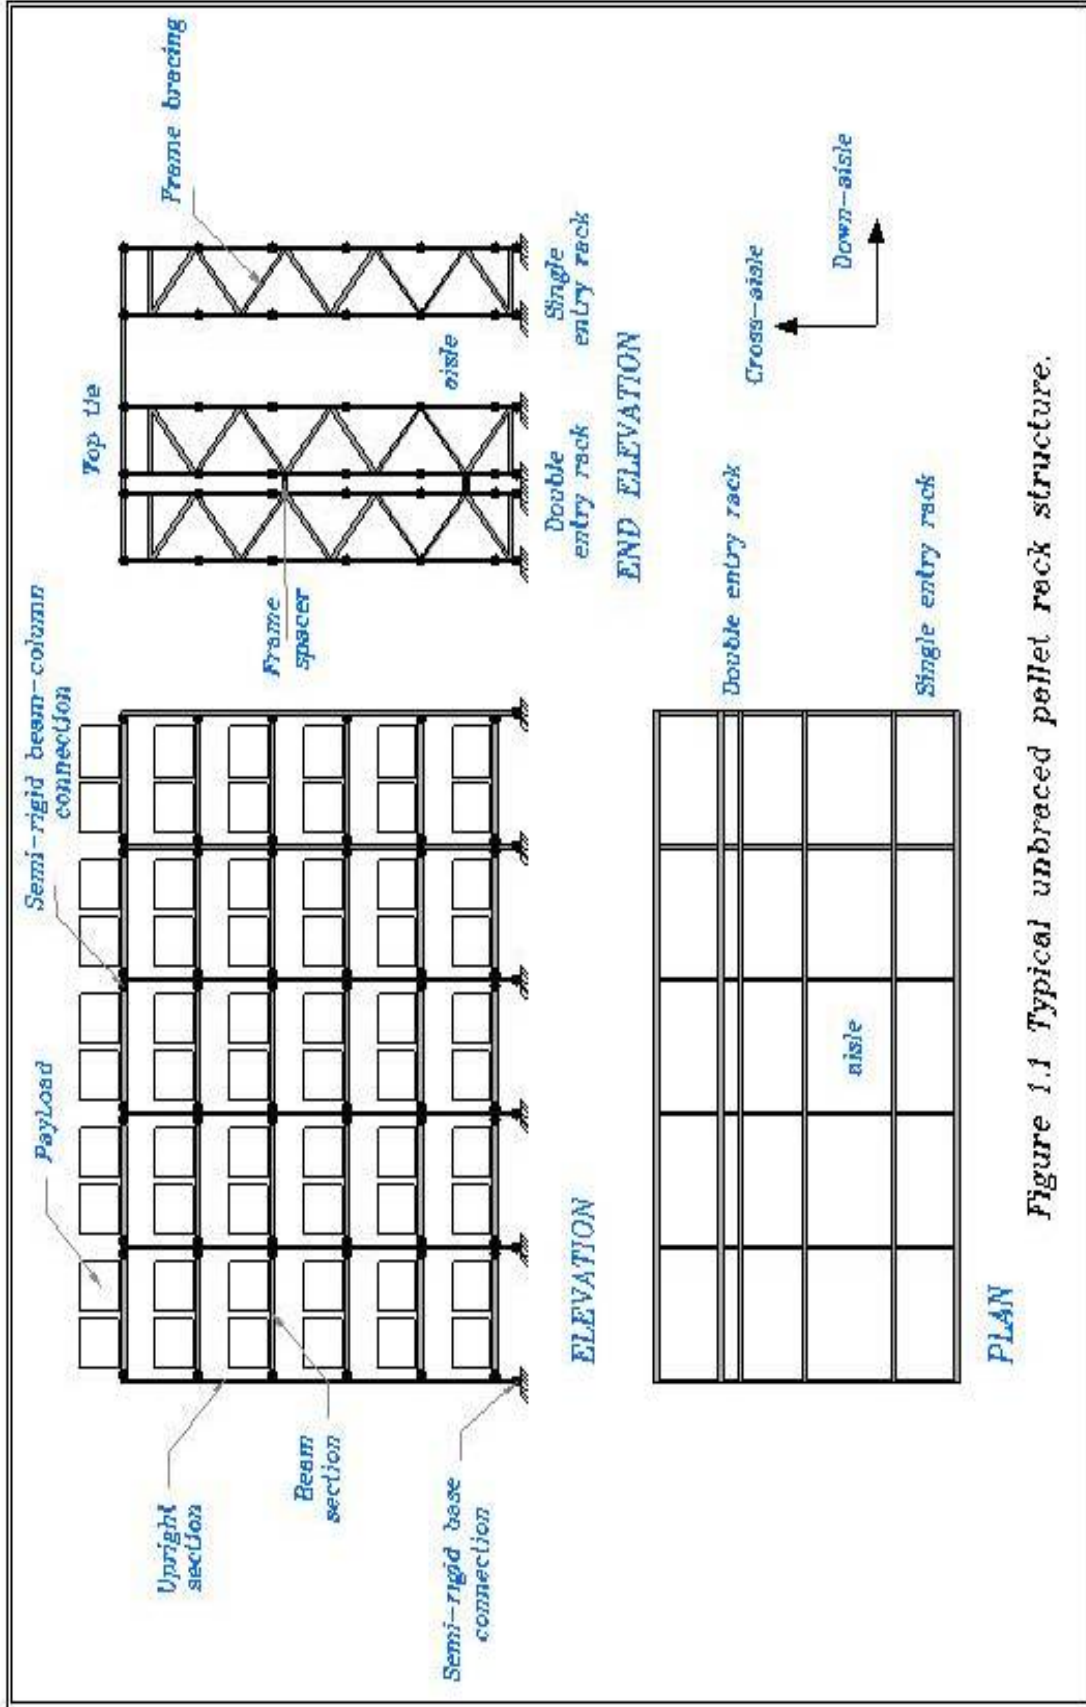 Semi-rigid beam-column
connection
PayLoad
Upright
section
Beam
section
Semi-rigid base
connection
ELEVATION
Top tie
Frame bracing
Frame
spacer
aisle
Double
entry rack
Single
entry rack
END ELEVATION
Double entry rack
aisle
Single entry rack
PLAN
Cross-aisle
Down-aisle
Figure 1.1 Typical unbraced pallet rack structure.